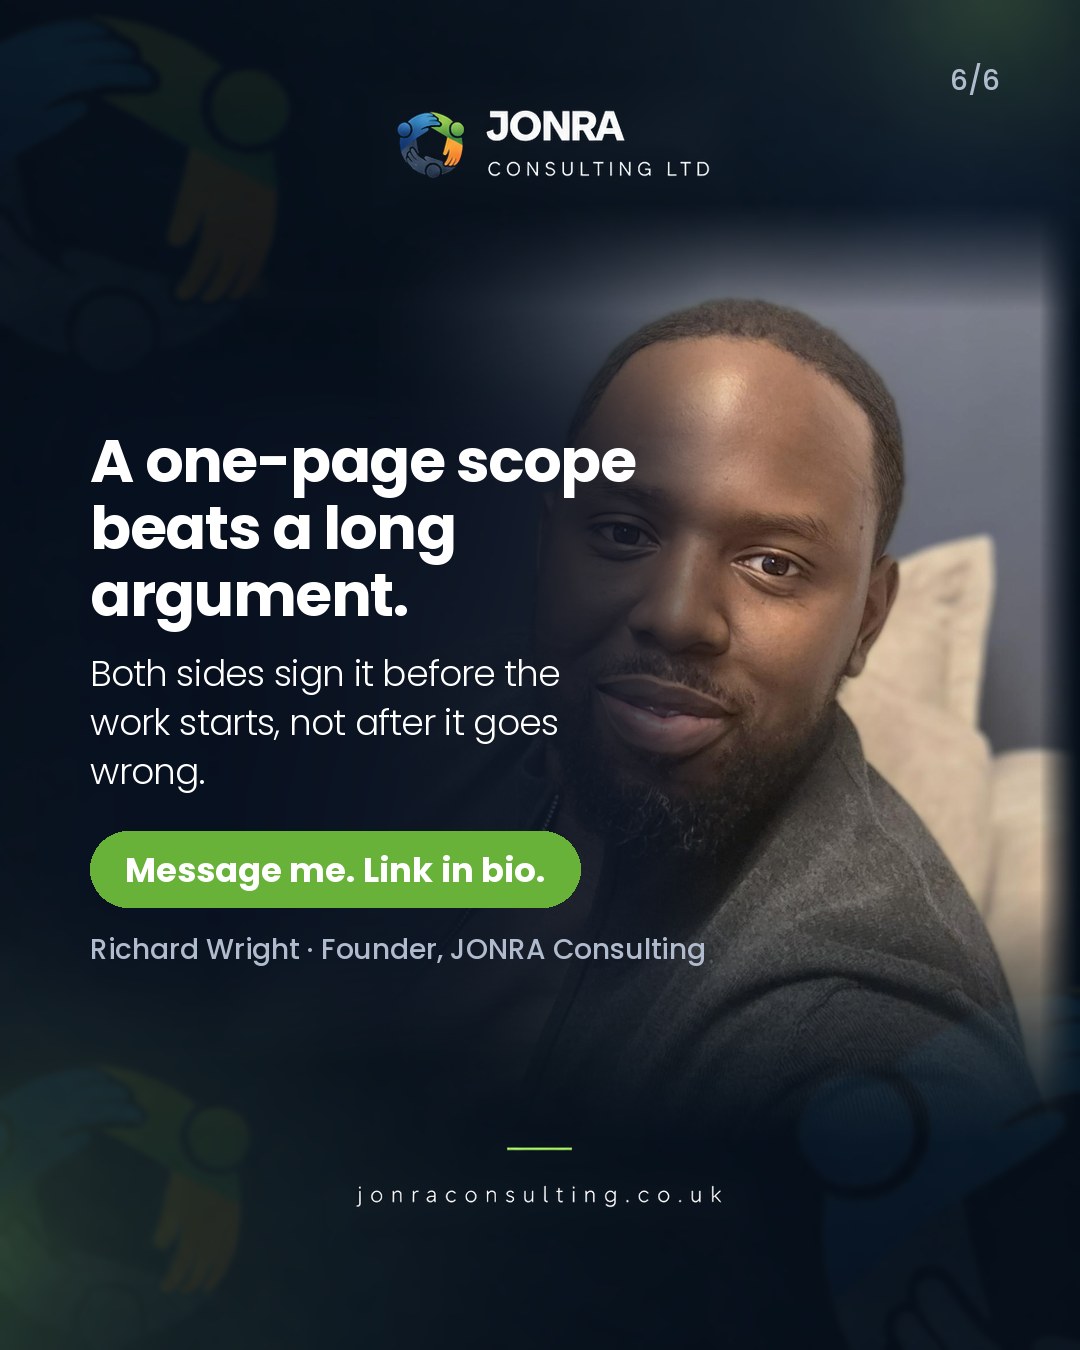 6/6
JONRA
CONSULTING LTD
A one-page scope
beats a long
argument.
Both sides sign it before the
work starts, not after it goes
wrong.
Message me. Link in bio.
Richard Wright · Founder, JONRA Consulting
jonraconsulting.co.uk